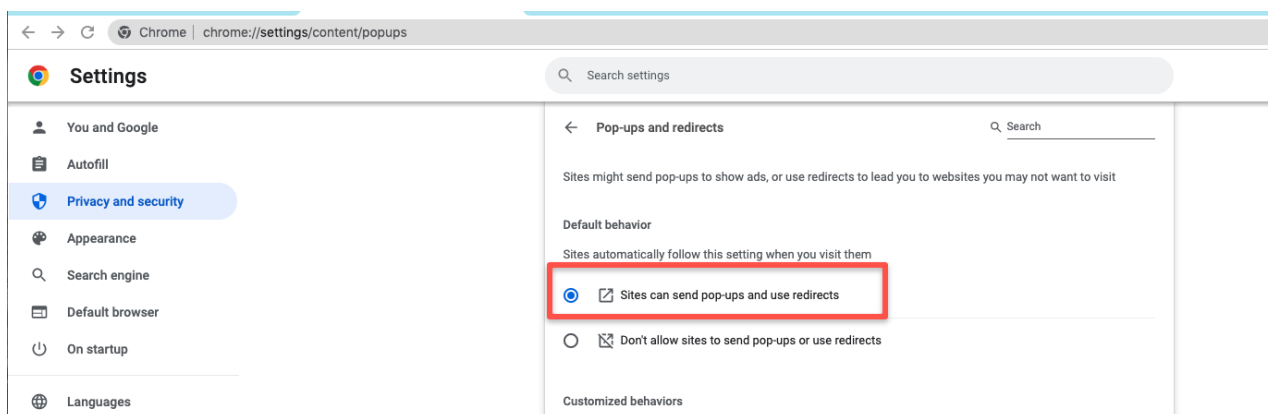 Chrome | chrome://settings/content/popups
Settings
Search settings
You and Google
Autofill
Privacy and security
Appearance
Search engine
Default browser
On startup
Languages
Pop-ups and redirects
Search
Sites might send pop-ups to show ads, or use redirects to lead you to websites you may not want to visit
Default behavior
Sites automatically follow this setting when you visit them
Sites can send pop-ups and use redirects
Don't allow sites to send pop-ups or use redirects
Customized behaviors